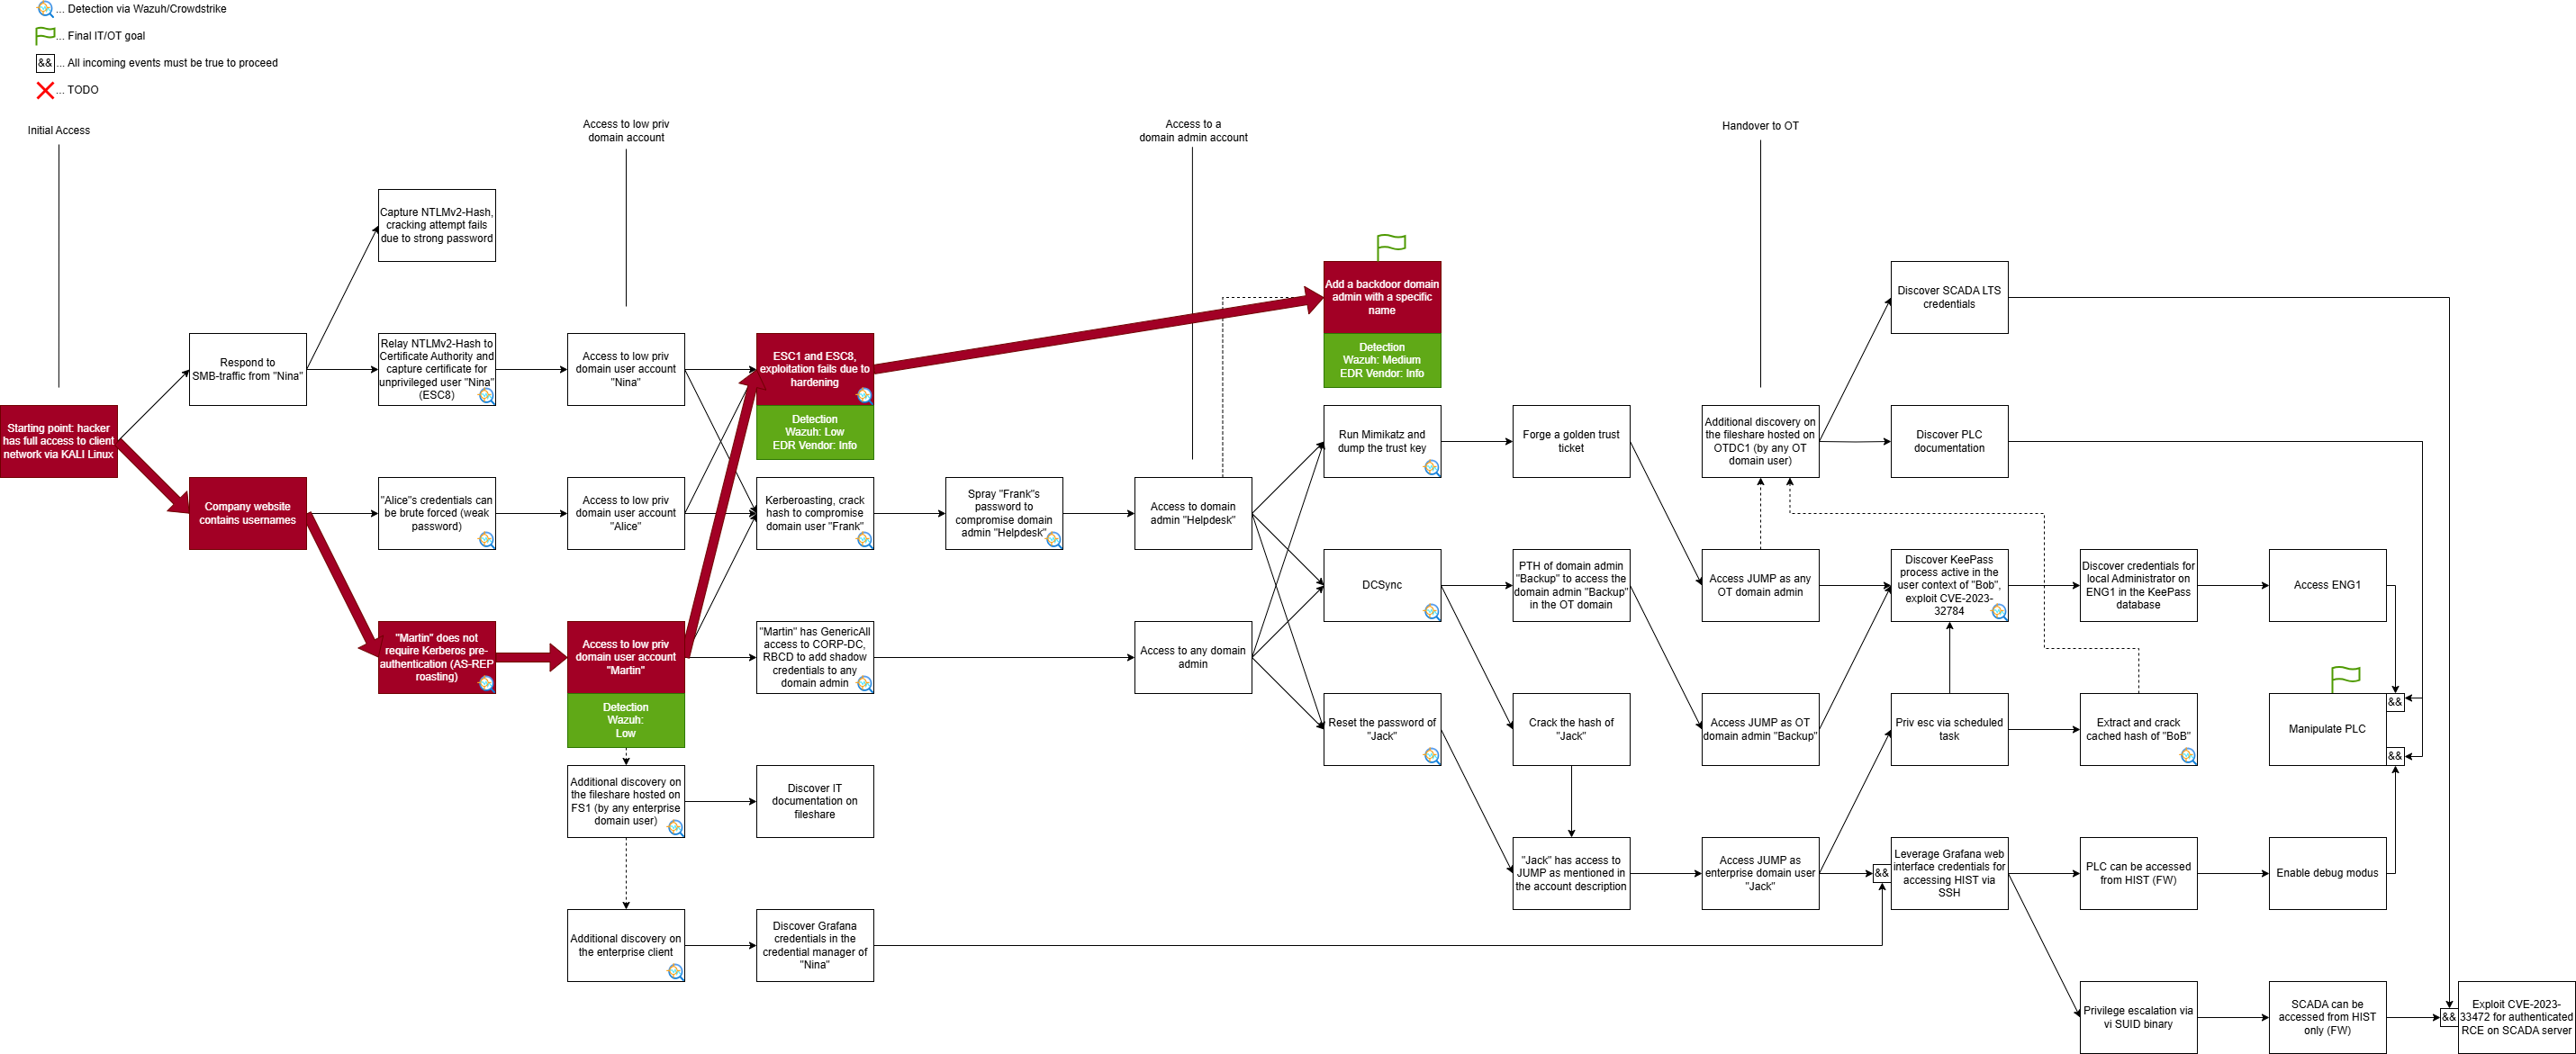 ... Detection via Wazuh/Crowdstrike
... Final IT/OT goal
&& ... All incoming events must be true to proceed
... TODO
Initial Access
Access to low priv
domain account
Access to a
domain admin account
Handover to OT
Capture NTLMv2-Hash,
cracking attempt fails
due to strong password
Respond to
SMB-traffic from "Nina"
Relay NTLMv2-Hash to
Certificate Authority and
capture certificate for
unprivileged user "Nina"
(ESC8)
Access to low priv
domain user account
"Nina"
ESC1 and ESC8,
exploitation fails due to
hardening
Detection
Wazuh: Low
EDR Vendor: Info
Add a backdoor domain
admin with a specific
name
Detection
Wazuh: Medium
EDR Vendor: Info
Discover SCADA LTS
credentials
Starting point: hacker
has full access to client
network via KALI Linux
Run Mimikatz and
dump the trust key
Forge a golden trust
ticket
Additional discovery on
the fileshare hosted on
OTDC1 (by any OT
domain user)
Discover PLC
documentation
Company website
contains usernames
"Alice"s credentials can
be brute forced (weak
password)
Access to low priv
domain user account
"Alice"
Kerberoasting, crack
hash to compromise
domain user "Frank"
Spray "Frank"s
password to
compromise domain
admin "Helpdesk"
Access to domain
admin "Helpdesk"
DCSync
PTH of domain admin
"Backup" to access the
domain admin "Backup"
in the OT domain
Access JUMP as any
OT domain admin
Discover KeePass
process active in the
user context of "Bob",
exploit CVE-2023-
32784
Discover credentials for
local Administrator on
ENG1 in the KeePass
database
Access ENG1
"Martin" does not
require Kerberos pre-
authentication (AS-REP
roasting)
Access to low priv
domain user account
"Martin"
Detection
Wazuh:
Low
"Martin" has GenericAll
access to CORP-DC,
RBCD to add shadow
credentials to any
domain admin
Access to any domain
admin
Reset the password of
"Jack"
Crack the hash of
"Jack"
Access JUMP as OT
domain admin "Backup"
Priv esc via scheduled
task
Extract and crack
cached hash of "BoB"
Manipulate PLC
&&
&&
Additional discovery on
the fileshare hosted on
FS1 (by any enterprise
domain user)
Discover IT
documentation on
fileshare
"Jack" has access to
JUMP as mentioned in
the account description
Access JUMP as
enterprise domain user
"Jack"
&&
Leverage Grafana web
interface credentials for
accessing HIST via
SSH
PLC can be accessed
from HIST (FW)
Enable debug modus
Additional discovery on
the enterprise client
Discover Grafana
credentials in the
credential manager of
"Nina"
Privilege escalation via
vi SUID binary
SCADA can be
accessed from HIST
only (FW)
&&
Exploit CVE-2023-
33472 for authenticated
RCE on SCADA server